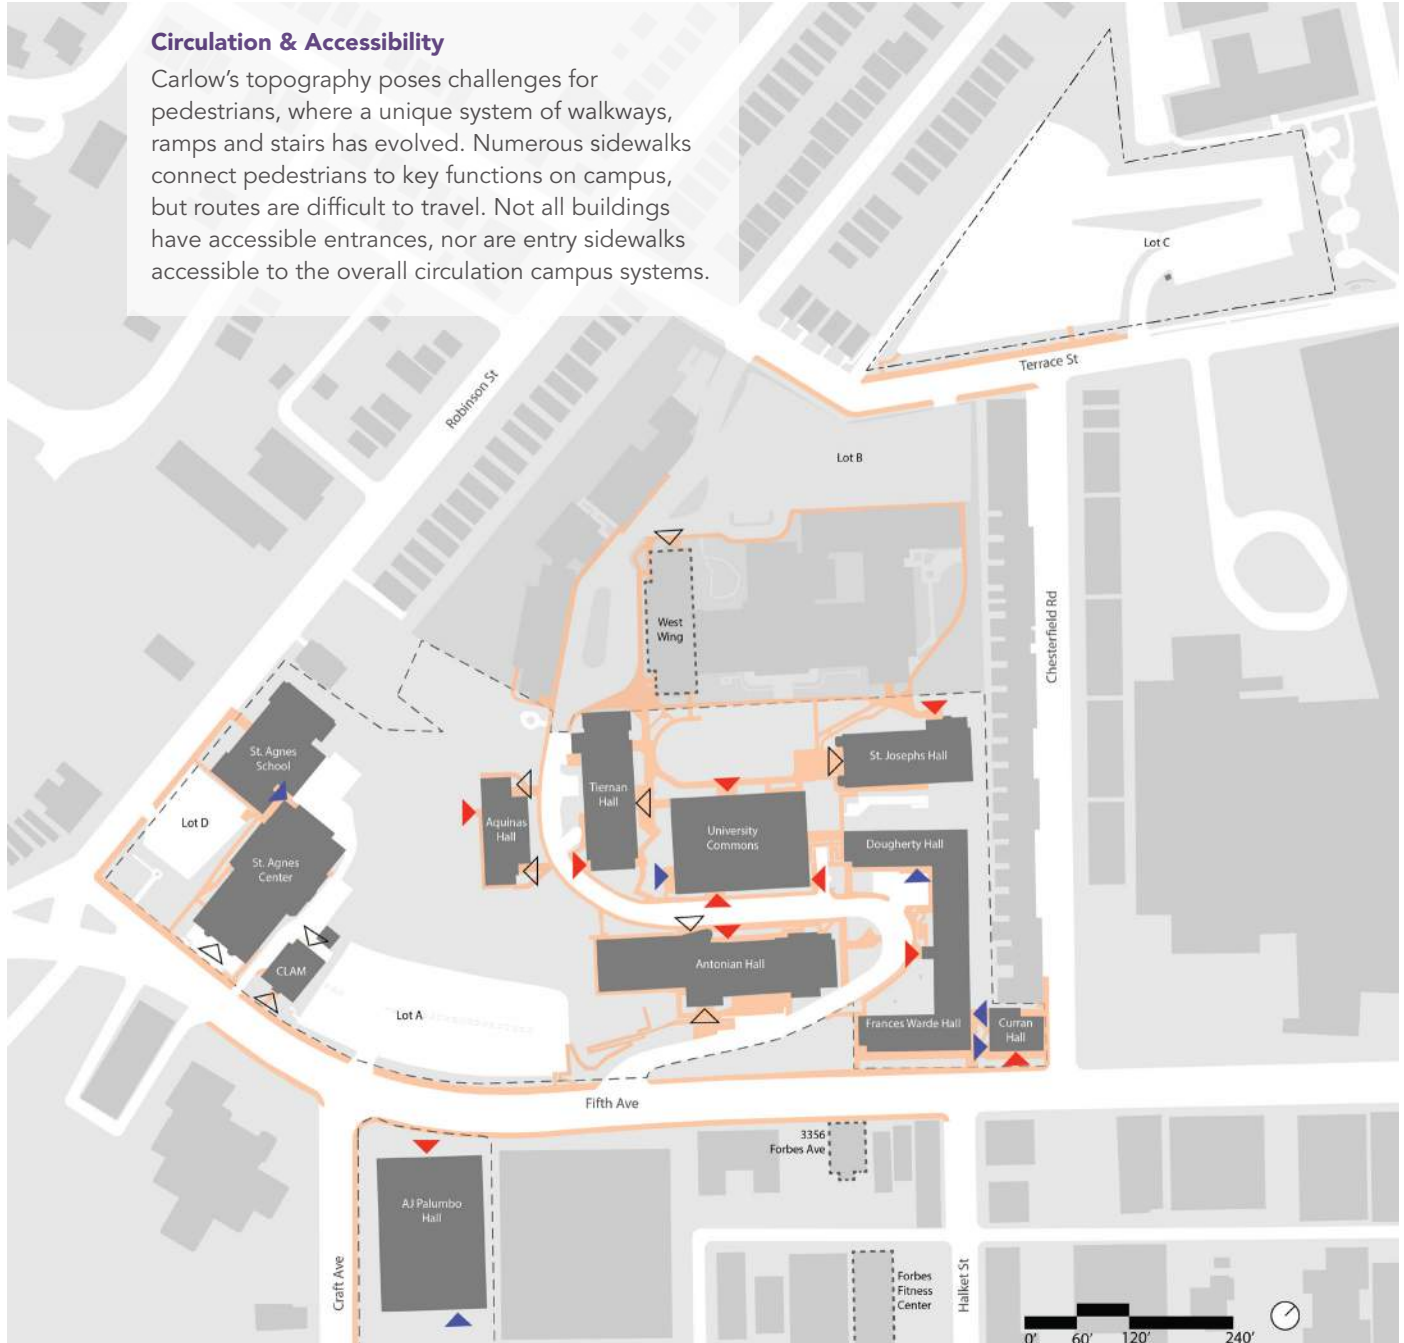 Circulation & Accessibility
Carlow's topography poses challenges for
pedestrians, where a unique system of walkways,
ramps and stairs has evolved. Numerous sidewalks
connect pedestrians to key functions on campus,
but routes are difficult to travel. Not all buildings
have accessible entrances, nor are entry sidewalks
accessible to the overall circulation campus systems.
Lot C
Terrace St
Robinson St
Lot B
West
Wing
Chesterfield Rd
St. Agnes
School
St. Josephs Hall
Tiernan
Hall
Lot D
Aquinas
Hall
University
Commons
Dougherty Hall
St. Agnes
Center
CLAM
Antonian Hall
Lot A
Frances Warde Hall
Curran
Hall
Fifth Ave
3356
Forbes Ave
AJ Palumbo
Hall
Craft Ave
Forbes
Fitness
Center
Halket St
0' 60' 120' 240'